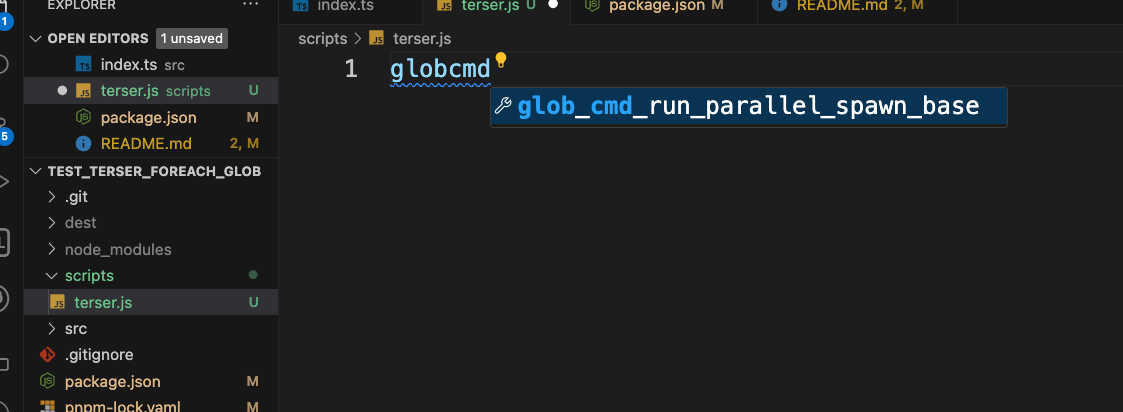 EXPLORER
index.ts
terser.js U
package.json M
README.md 2, M
OPEN EDITORS 1 unsaved
scripts > terser.js
1 globcmd
glob_cmd_run_parallel_spawn_base
index.ts src
terser.js scripts U
package.json M
README.md 2, M
TEST_TERSER_FOREACH_GLOB
.git
dest
node_modules
scripts
terser.js U
src
.gitignore
package.json M
pnpm-lock.yaml M
1
5